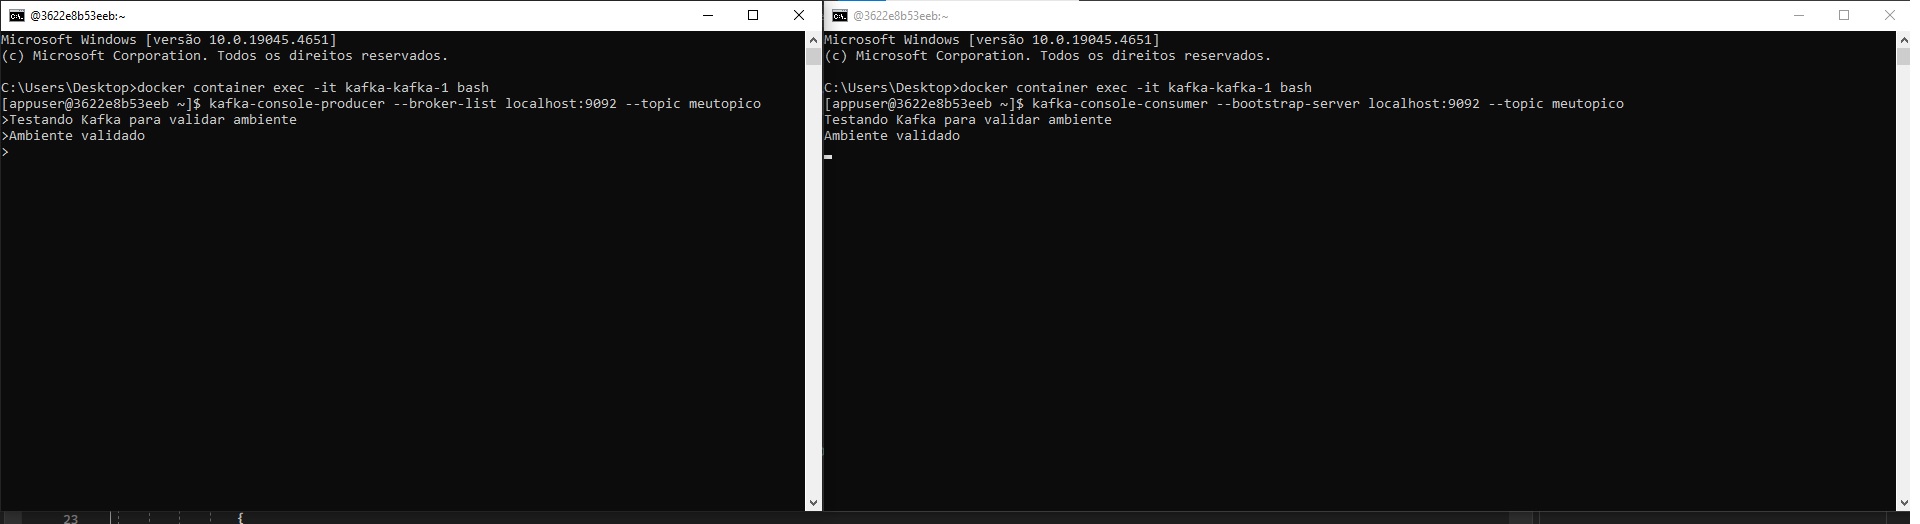 @3622e8b53eeb:~
Microsoft Windows [versão 10.0.19045.4651]
(c) Microsoft Corporation. Todos os direitos reservados.
C:\Users\Desktop>docker container exec -it kafka-kafka-1 bash
[appuser@3622e8b53eeb ~]$ kafka-console-producer --broker-list localhost:9092 --topic meutopico
>Testando Kafka para validar ambiente
>Ambiente validado
>
@3622e8b53eeb:~
Microsoft Windows [versão 10.0.19045.4651]
(c) Microsoft Corporation. Todos os direitos reservados.
C:\Users\Desktop>docker container exec -it kafka-kafka-1 bash
[appuser@3622e8b53eeb ~]$ kafka-console-consumer --bootstrap-server localhost:9092 --topic meutopico
Testando Kafka para validar ambiente
Ambiente validado
23 {